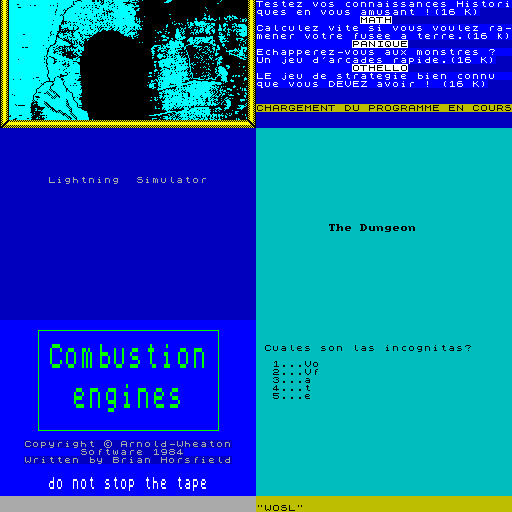 Testez vos connaissances Histori
ques en vous amusant !(16 K)
MATH
Calculez vite si vous voulez ra-
mener votre fusee a terre.(16 K)
PANIQUE
Echapperez-vous aux monstres ?
Un jeu d'arcades rapide.(16 K)
OTHELLO
LE jeu de strategie bien connu
que vous DEVEZ avoir ! (16 K)
CHARGEMENT DU PROGRAMME EN COURS
Lightning Simulator
The Dungeon
Combustion
engines
Copyright © Arnold-Wheaton
Software 1984
Written by Brian Horsfield
do not stop the tape
Cuales son las incognitas?
1...Vo
2...Vf
3...a
4...t
5...e
"WOSL"